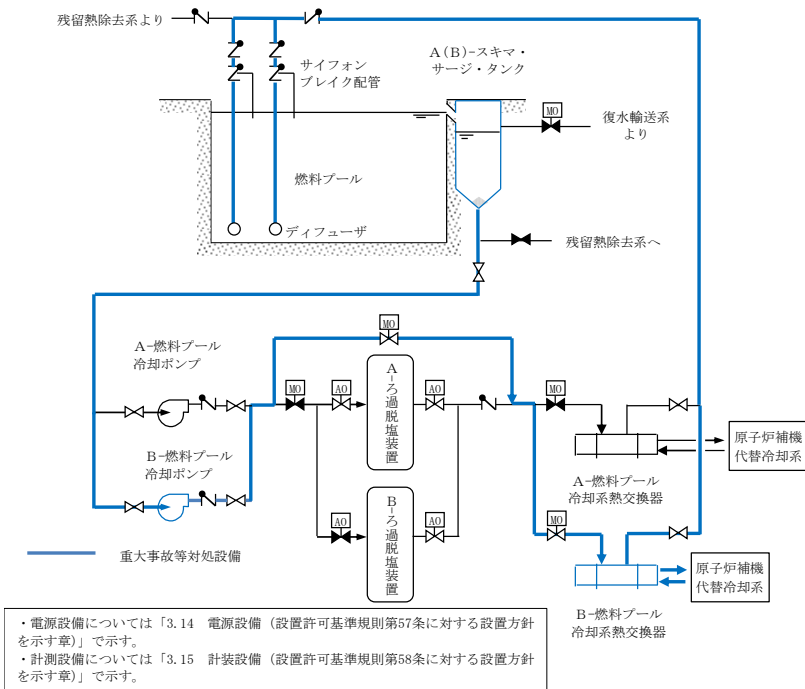 残留熱除去系より
サイフォン
ブレイク配管
A(B)-スキマ・
サージ・タンク
MO
復水輸送系
より
燃料プール
ディフューザ
残留熱除去系へ
MO
A-燃料プール
冷却ポンプ
MO
AO
A-ろ過脱塩装置
AO
MO
原子炉補機
代替冷却系
A-燃料プール
冷却系熱交換器
B-燃料プール
冷却ポンプ
AO
B-ろ過脱塩装置
AO
MO
原子炉補機
代替冷却系
B-燃料プール
冷却系熱交換器
重大事故等対処設備
・電源設備については「3.14 電源設備(設置許可基準規則第57条に対する設置方針
を示す章)」で示す。
・計測設備については「3.15 計装設備(設置許可基準規則第58条に対する設置方針
を示す章)」で示す。